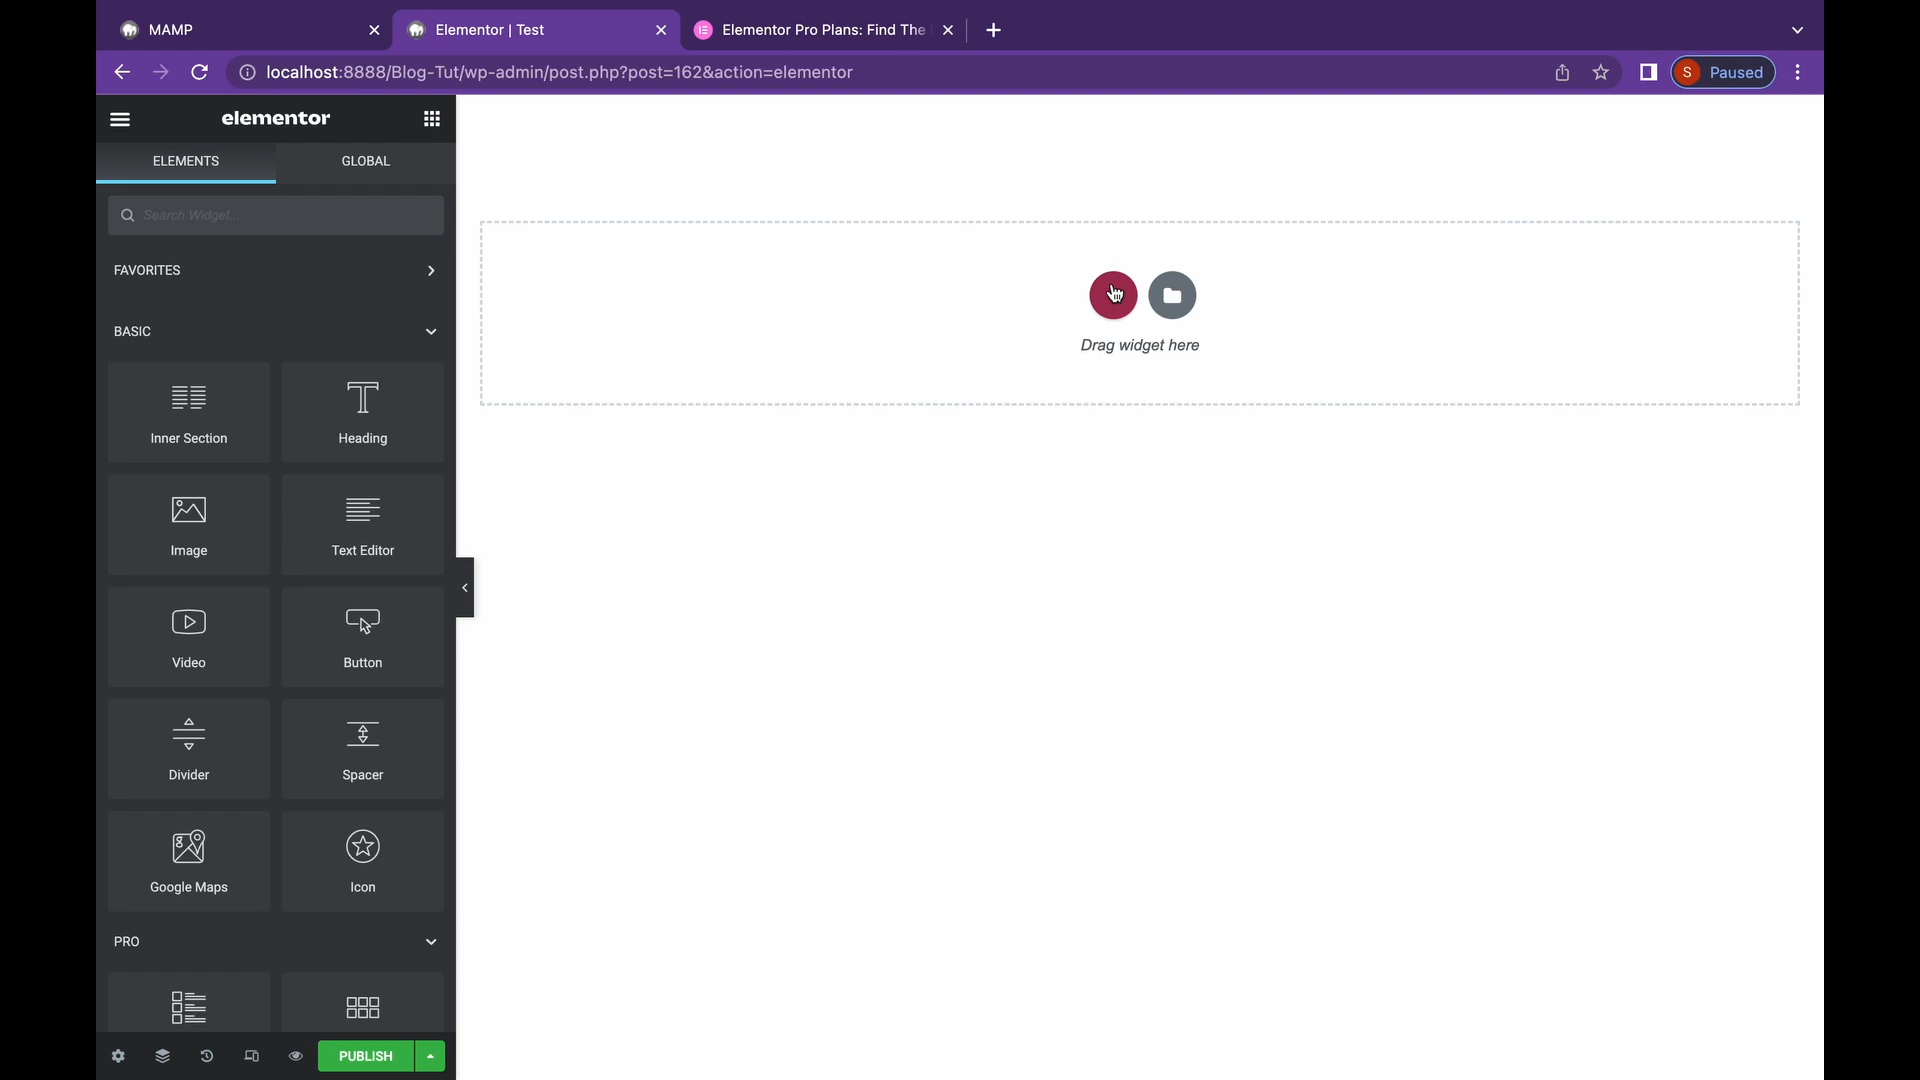 MAMP
Elementor | Test
Elementor Pro Plans: Find The
localhost:8888/Blog-Tut/wp-admin/post.php?post=162&action=elementor
S
Paused
elementor
ELEMENTS
GLOBAL
Search Widget...
FAVORITES
BASIC
Inner Section
Heading
Image
Text Editor
Video
Button
Divider
Spacer
Google Maps
Icon
PRO
PUBLISH
Drag widget here